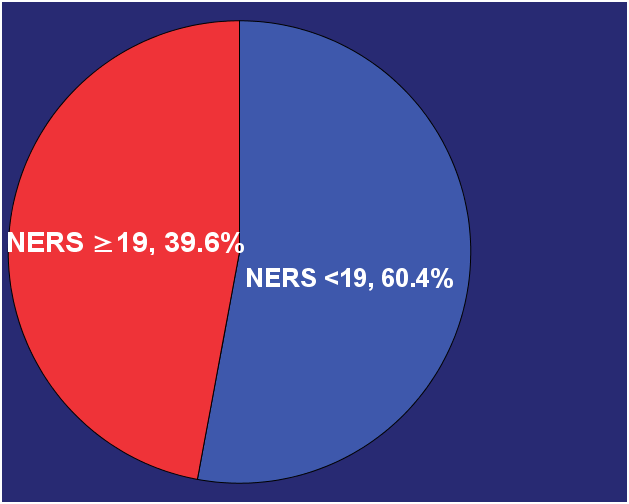 NERS ≥19, 39.6%
NERS <19, 60.4%